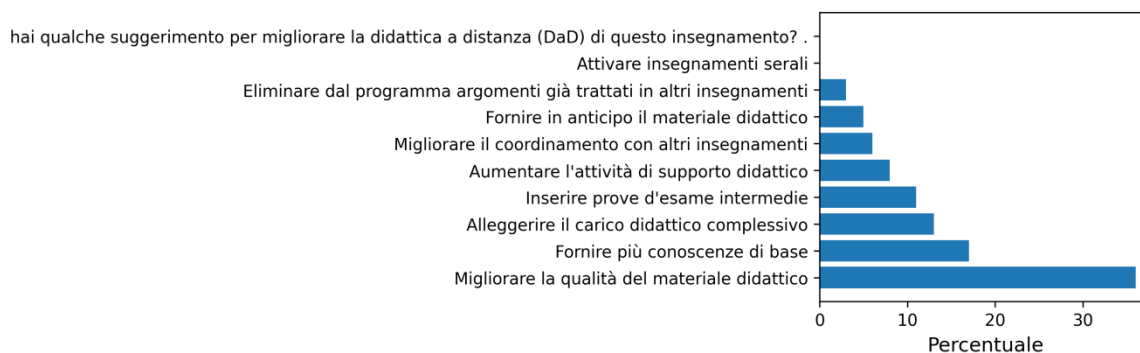 hai qualche suggerimento per migliorare la didattica a distanza (DaD) di questo insegnamento? .
Attivare insegnamenti serali
Eliminare dal programma argomenti già trattati in altri insegnamenti
Fornire in anticipo il materiale didattico
Migliorare il coordinamento con altri insegnamenti
Aumentare l'attività di supporto didattico
Inserire prove d'esame intermedie
Alleggerire il carico didattico complessivo
Fornire più conoscenze di base
Migliorare la qualità del materiale didattico
0 10 20 30
Percentuale